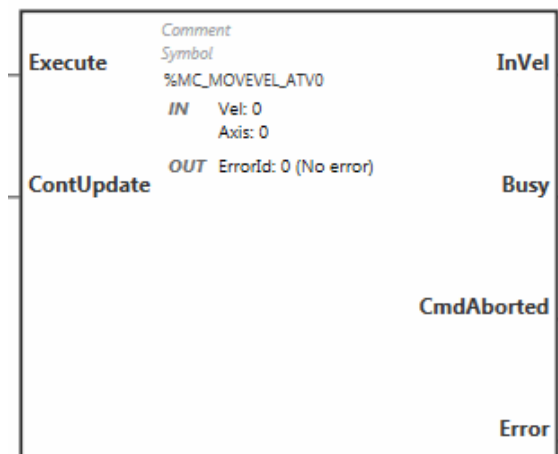 Comment
Symbol
Execute
InVel
%MC_MOVEVEL_ATV0
IN Vel: 0
Axis: 0
OUT ErrorId: 0 (No error)
ContUpdate
Busy
CmdAborted
Error